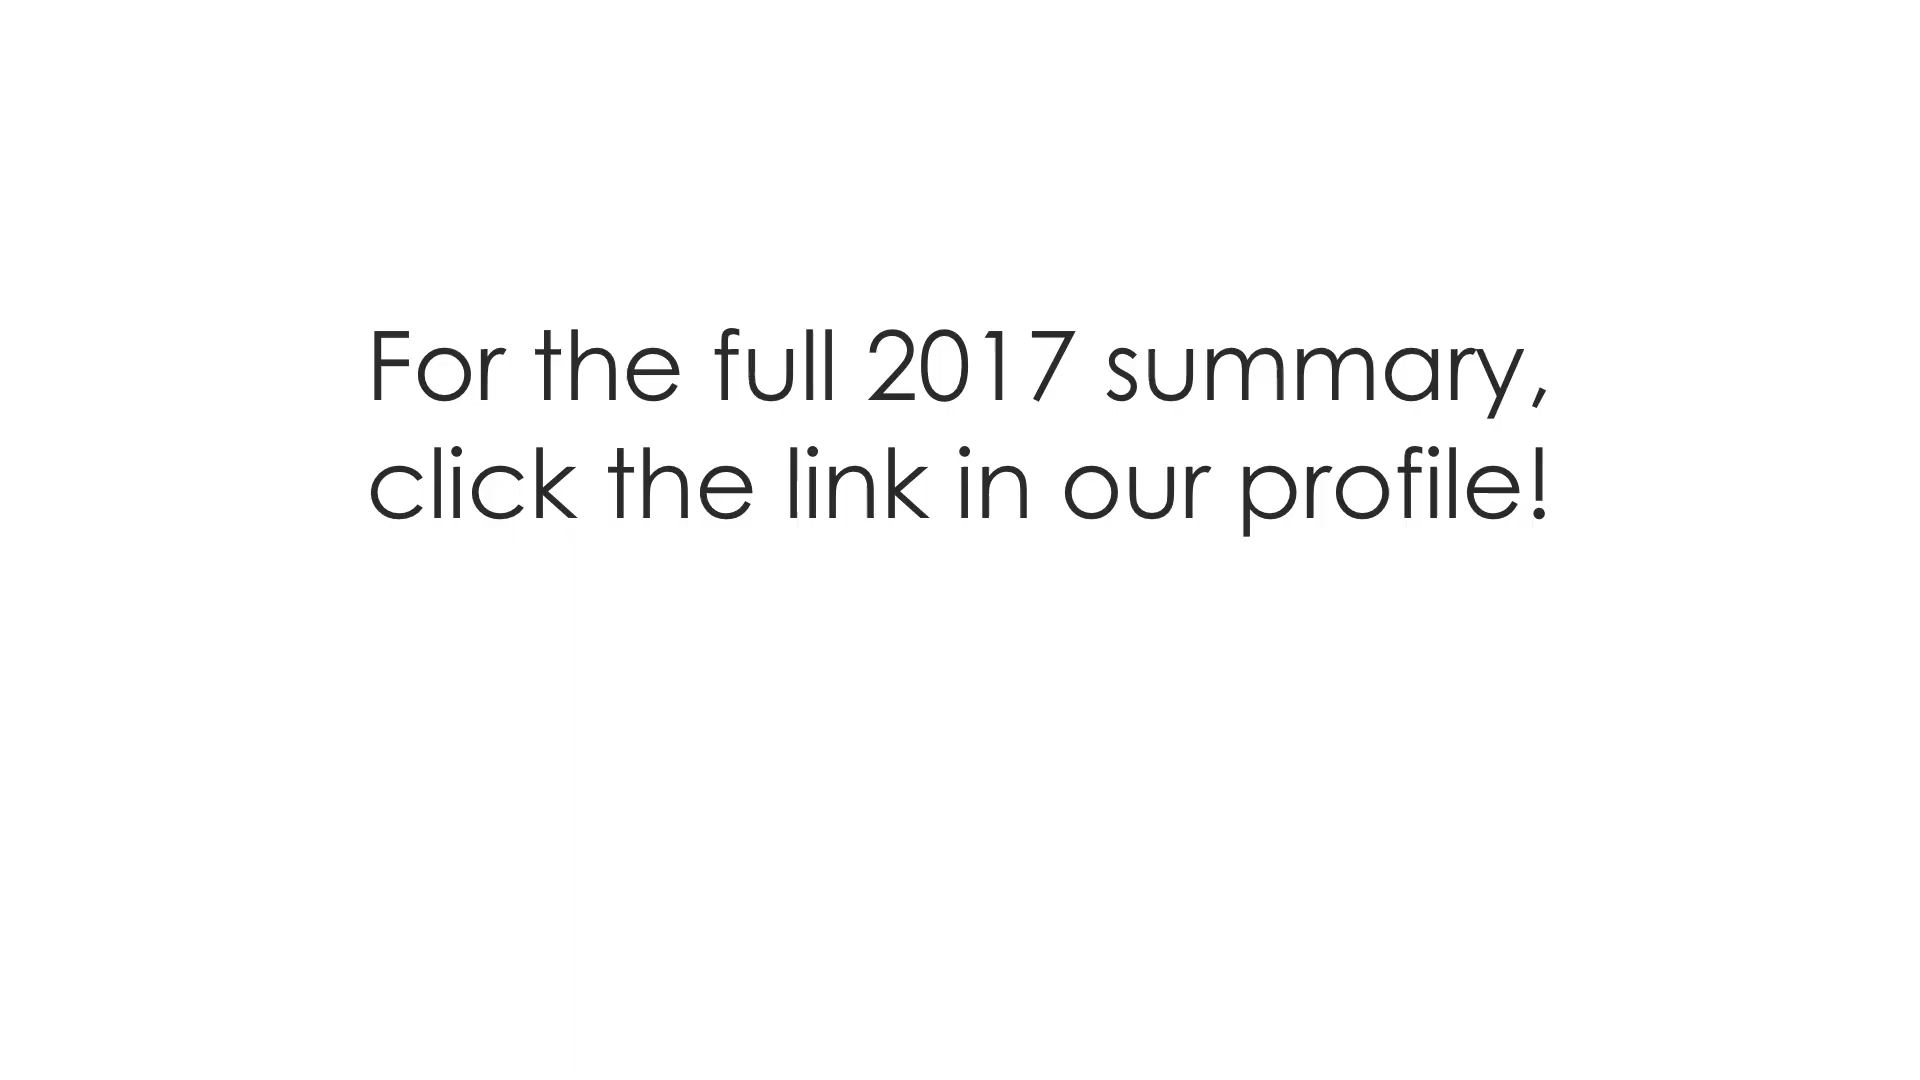 For the full 2017 summary,
click the link in our profile!